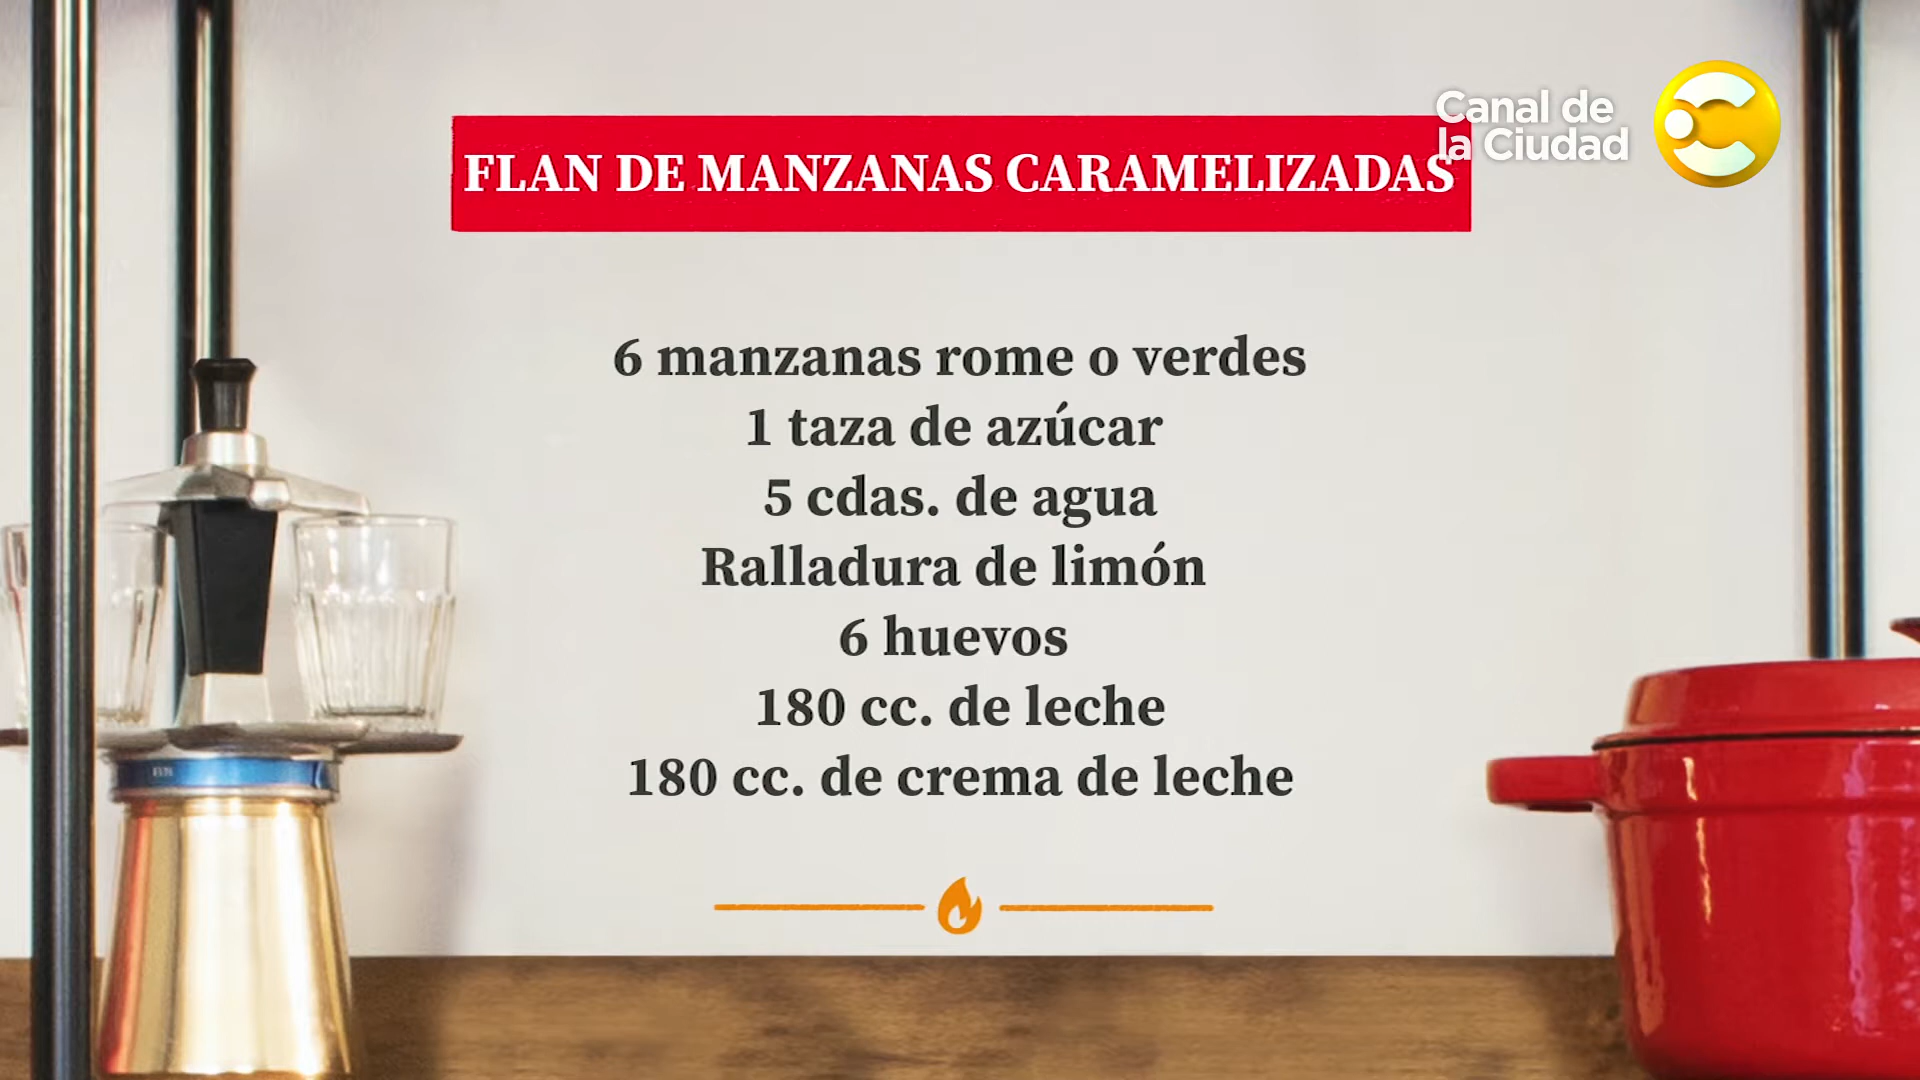 Canal de
la Ciudad
FLAN DE MANZANAS CARAMELIZADAS
6 manzanas rome o verdes
1 taza de azúcar
5 cdas. de agua
Ralladura de limón
6 huevos
180 cc. de leche
180 cc. de crema de leche